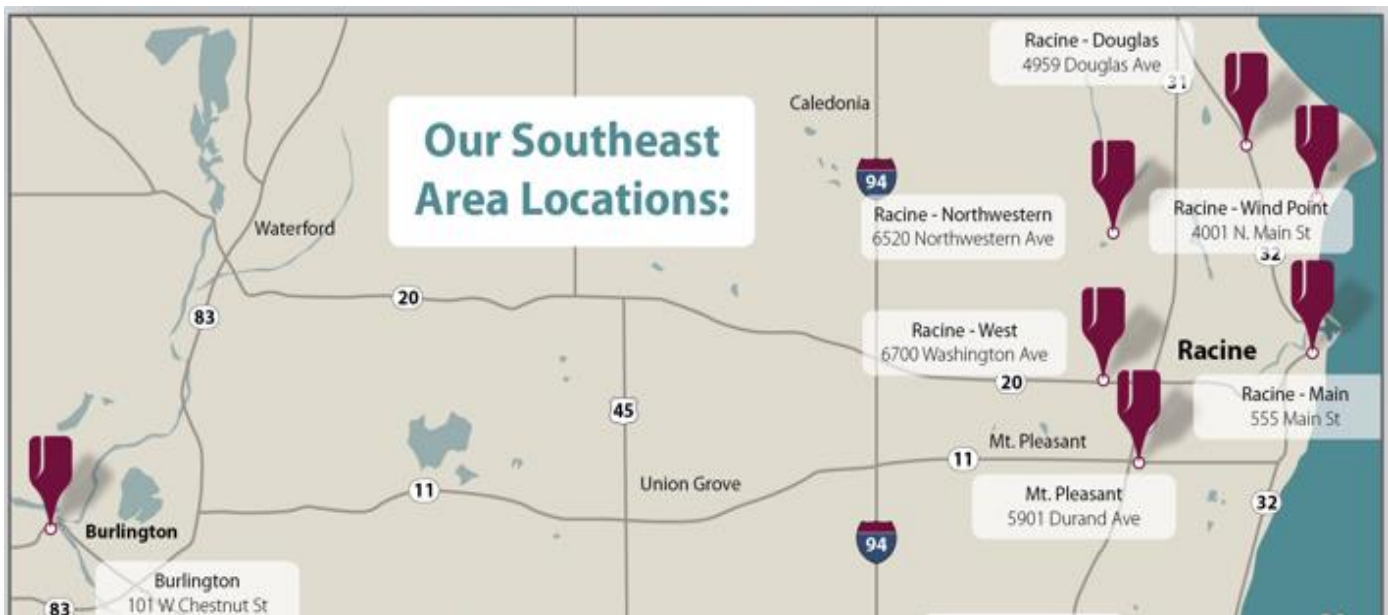 Racine - Douglas
4959 Douglas Ave
31
Our Southeast
Area Locations:
Caledonia
94
Racine - Northwestern
6520 Northwestern Ave
Racine - Wind Point
4001 N. Main St
32
Waterford
20
83
Racine - West
6700 Washington Ave
Racine
20
45
Racine - Main
555 Main St
Mt. Pleasant
11
Union Grove
11
Mt. Pleasant
5901 Durand Ave
32
Burlington
94
Burlington
101 W Chestnut St
83